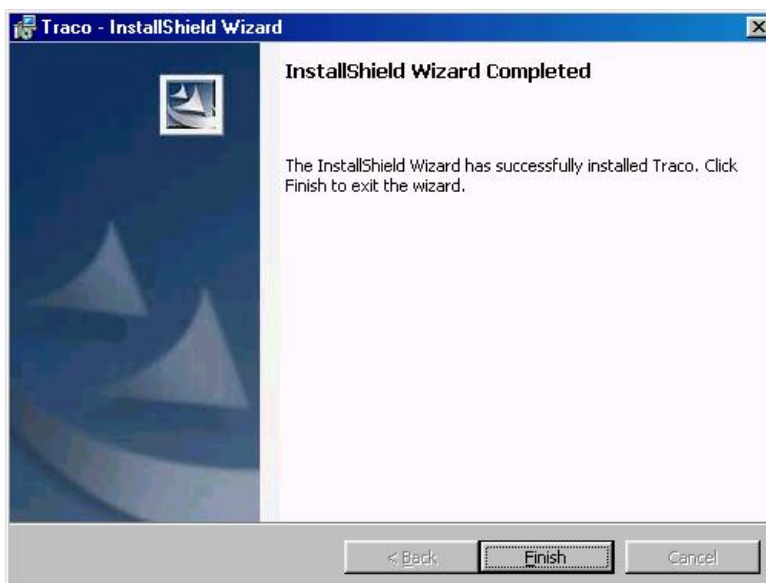 Traco - InstallShield Wizard
InstallShield Wizard Completed
The InstallShield Wizard has successfully installed Traco. Click
Finish to exit the wizard.
< Back
Finish
Cancel